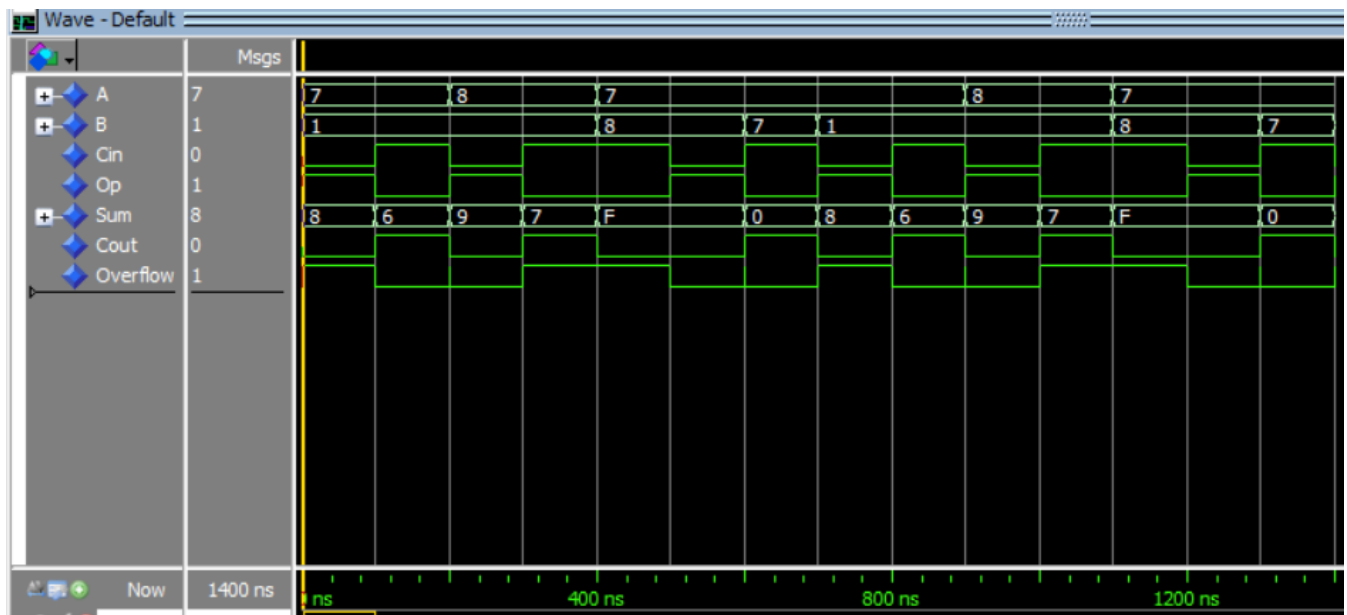 Wave - Default
Msgs
A 7 7 8 7 8 7
B 1 1 8 7 1 8 7
Cin 0
Op 1
Sum 8 8 6 9 7 F 0 8 6 9 7 F 0
Cout 0
Overflow 1
Now 1400 ns ns 400 ns 800 ns 1200 ns